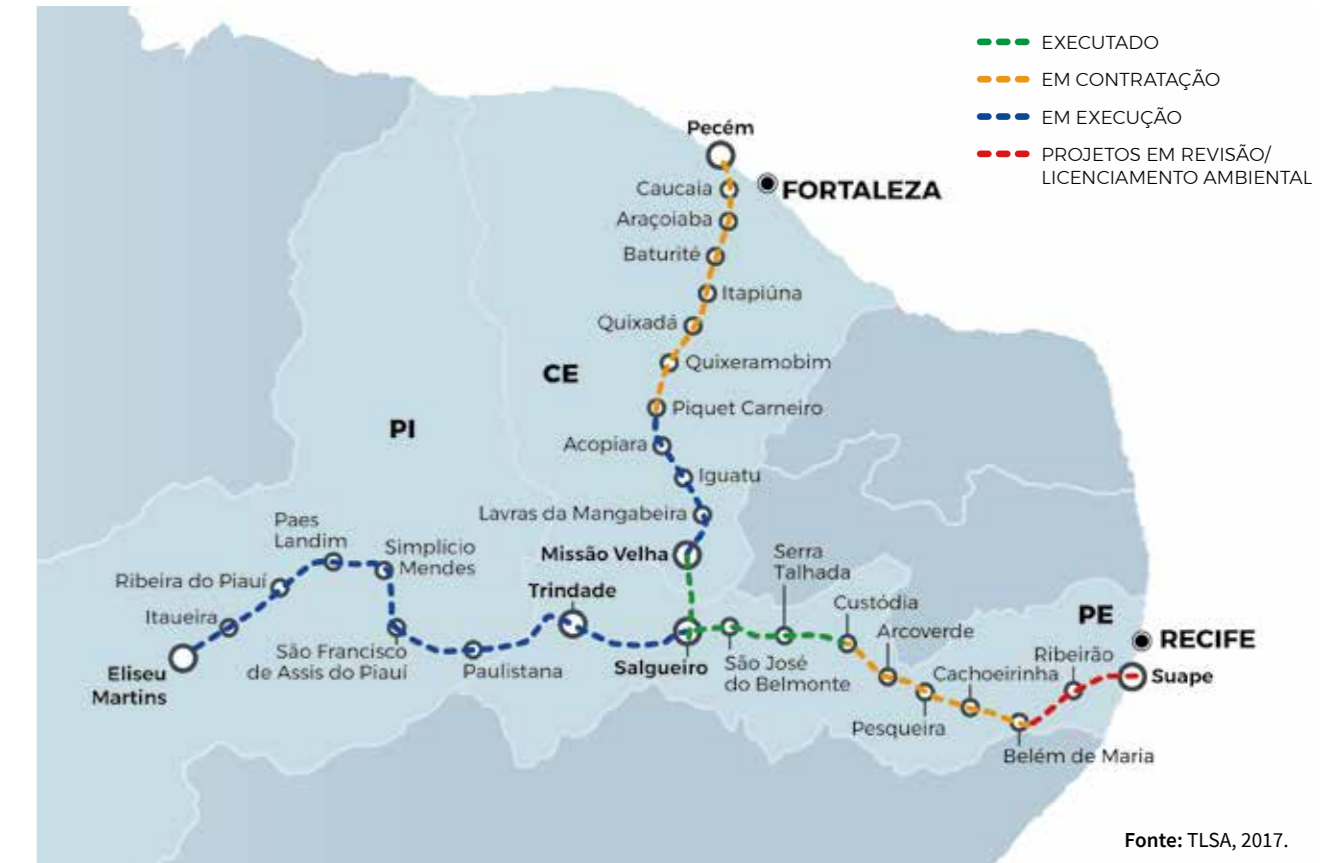 EXECUTADO
EM CONTRATAÇÃO
EM EXECUÇÃO
PROJETOS EM REVISÃO/
LICENCIAMENTO AMBIENTAL
Pecém
Caucaia
FORTALEZA
Araçoiaba
Baturité
Itapiúna
Quixadá
Quixeramobim
CE
Piquet Carneiro
PI
Acopiara
Iguatu
Lavras da Mangabeira
Paes
Landim
Simplício
Mendes
Missão Velha
Serra
Talhada
Ribeira do Piauí
Trindade
Custódia
PE
Itaueira
Arcoverde
RECIFE
São Francisco
de Assis do Piauí
Paulistana
Salgueiro
São José
do Belmonte
Cachoeirinha
Ribeirão
Suape
Eliseu
Martins
Pesqueira
Belém de Maria
Fonte: TLSA, 2017.